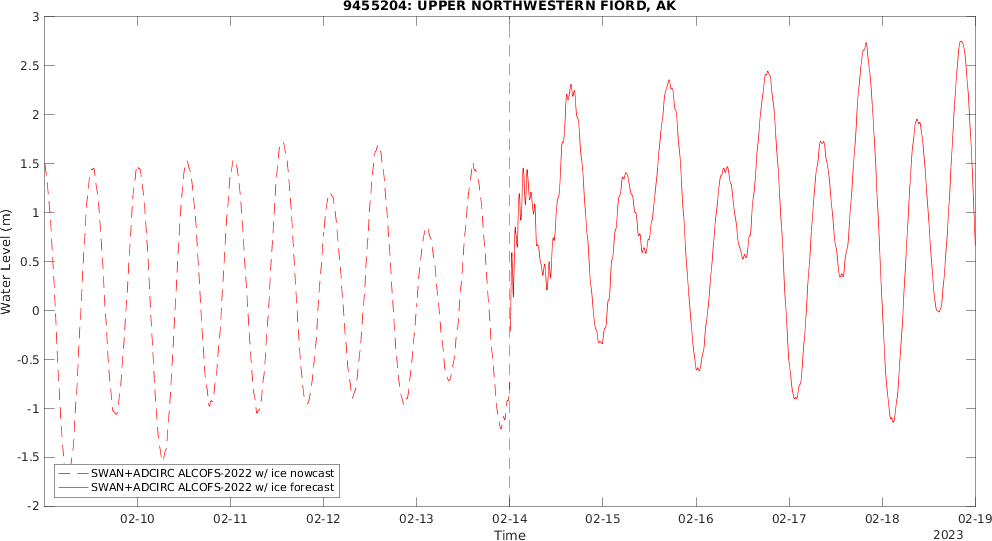 9455204: UPPER NORTHWESTERN FIORD, AK
3
2.5
2
1.5
1
0.5
0
-0.5
-1
-1.5
-2
Water Level (m)
SWAN+ADCIRC ALCOFS-2022 w/ ice nowcast
SWAN+ADCIRC ALCOFS-2022 w/ ice forecast
02-10 02-11 02-12 02-13 02-14 02-15 02-16 02-17 02-18 02-19
Time
2023